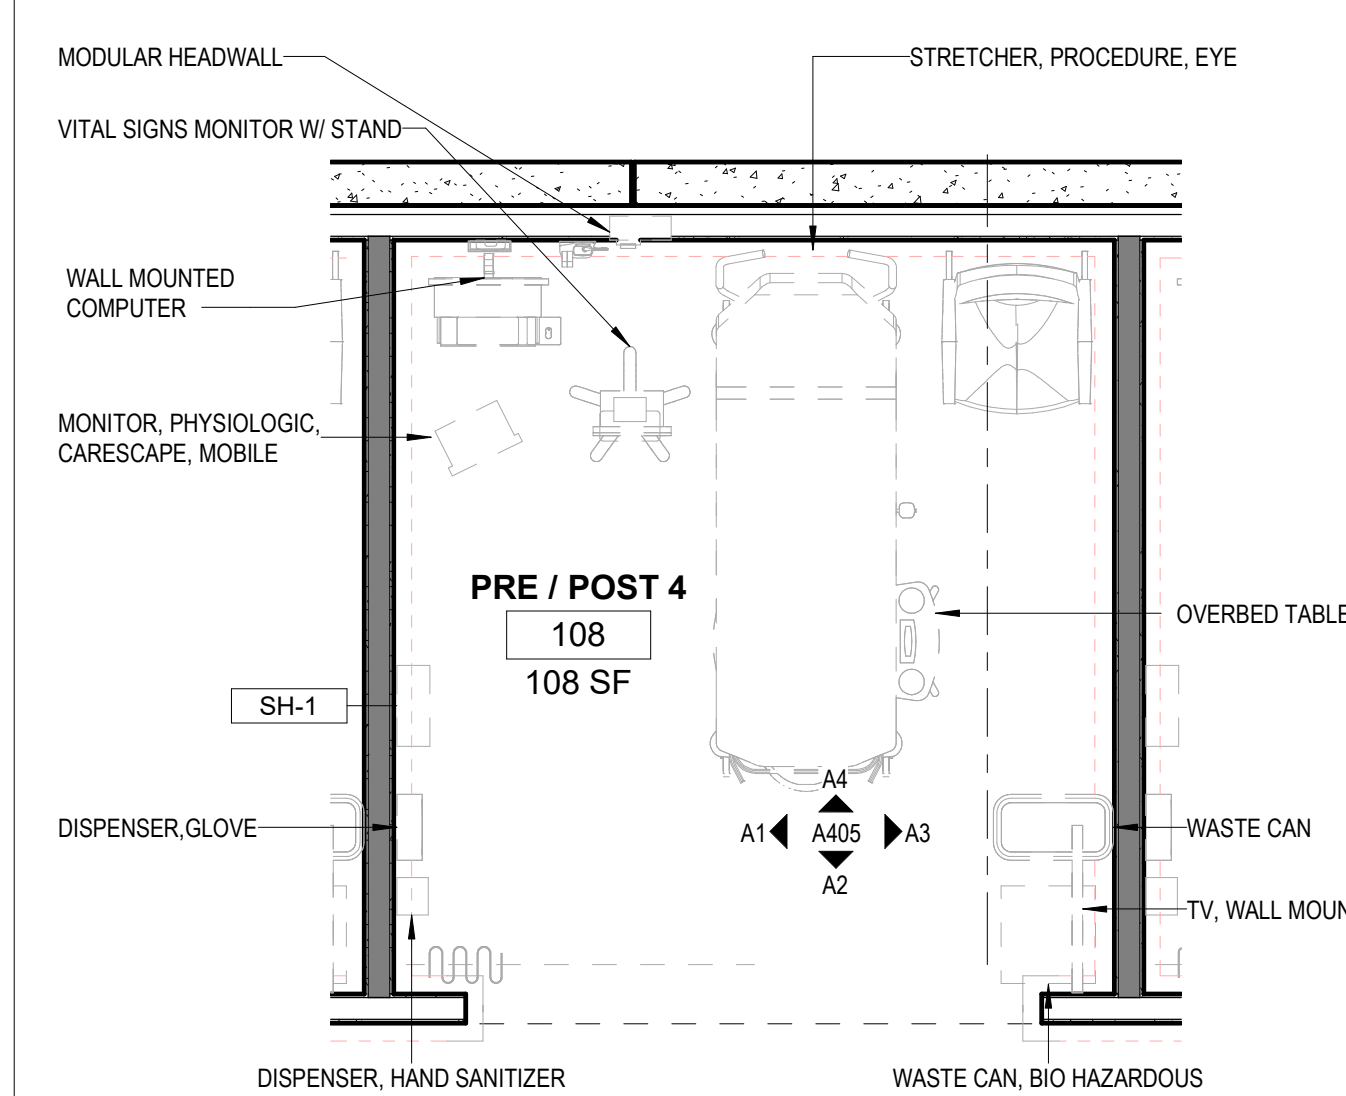 MODULAR HEADWALL
STRETCHER, PROCEDURE, EYE
VITAL SIGNS MONITOR W/ STAND
WALL MOUNTED
COMPUTER
MONITOR, PHYSIOLOGIC,
CARESCAPE, MOBILE
PRE / POST 4
108
108 SF
OVERBED TABLE
SH-1
A4
A1
A405
A3
A2
DISPENSER,GLOVE
WASTE CAN
TV, WALL MOUN
DISPENSER, HAND SANITIZER
WASTE CAN, BIO HAZARDOUS